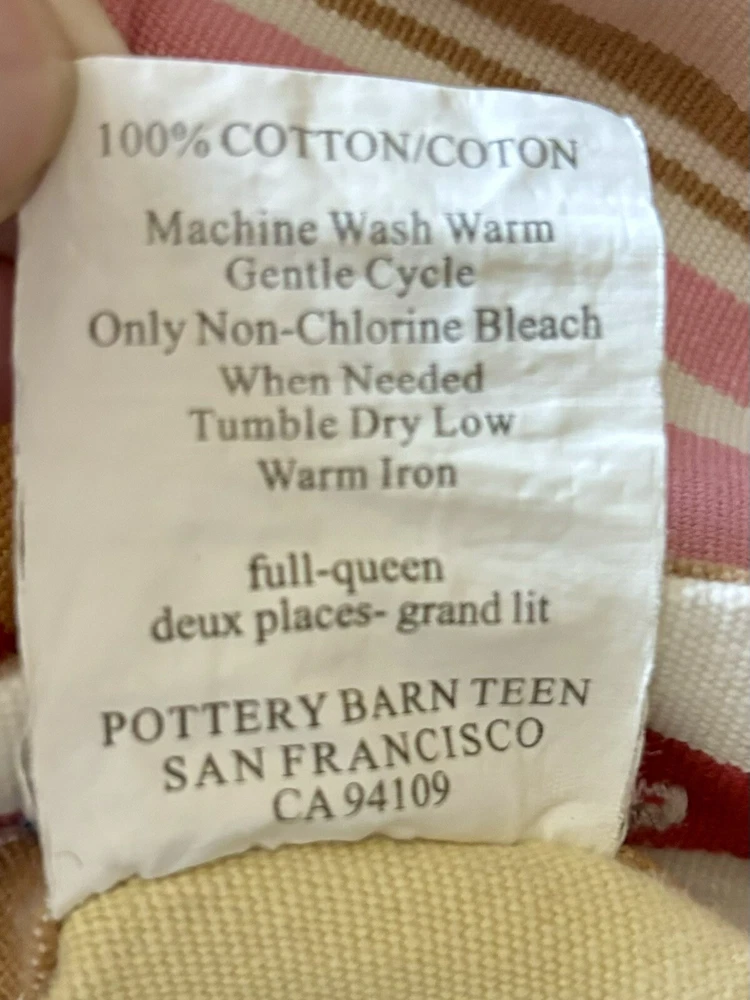 100% COTTON/COTON
Machine Wash Warm
Gentle Cycle
Only Non-Chlorine Bleach
When Needed
Tumble Dry Low
Warm Iron
full-queen
deux places- grand lit
POTTERY BARN TEEN
SAN FRANCISCO
CA 94109